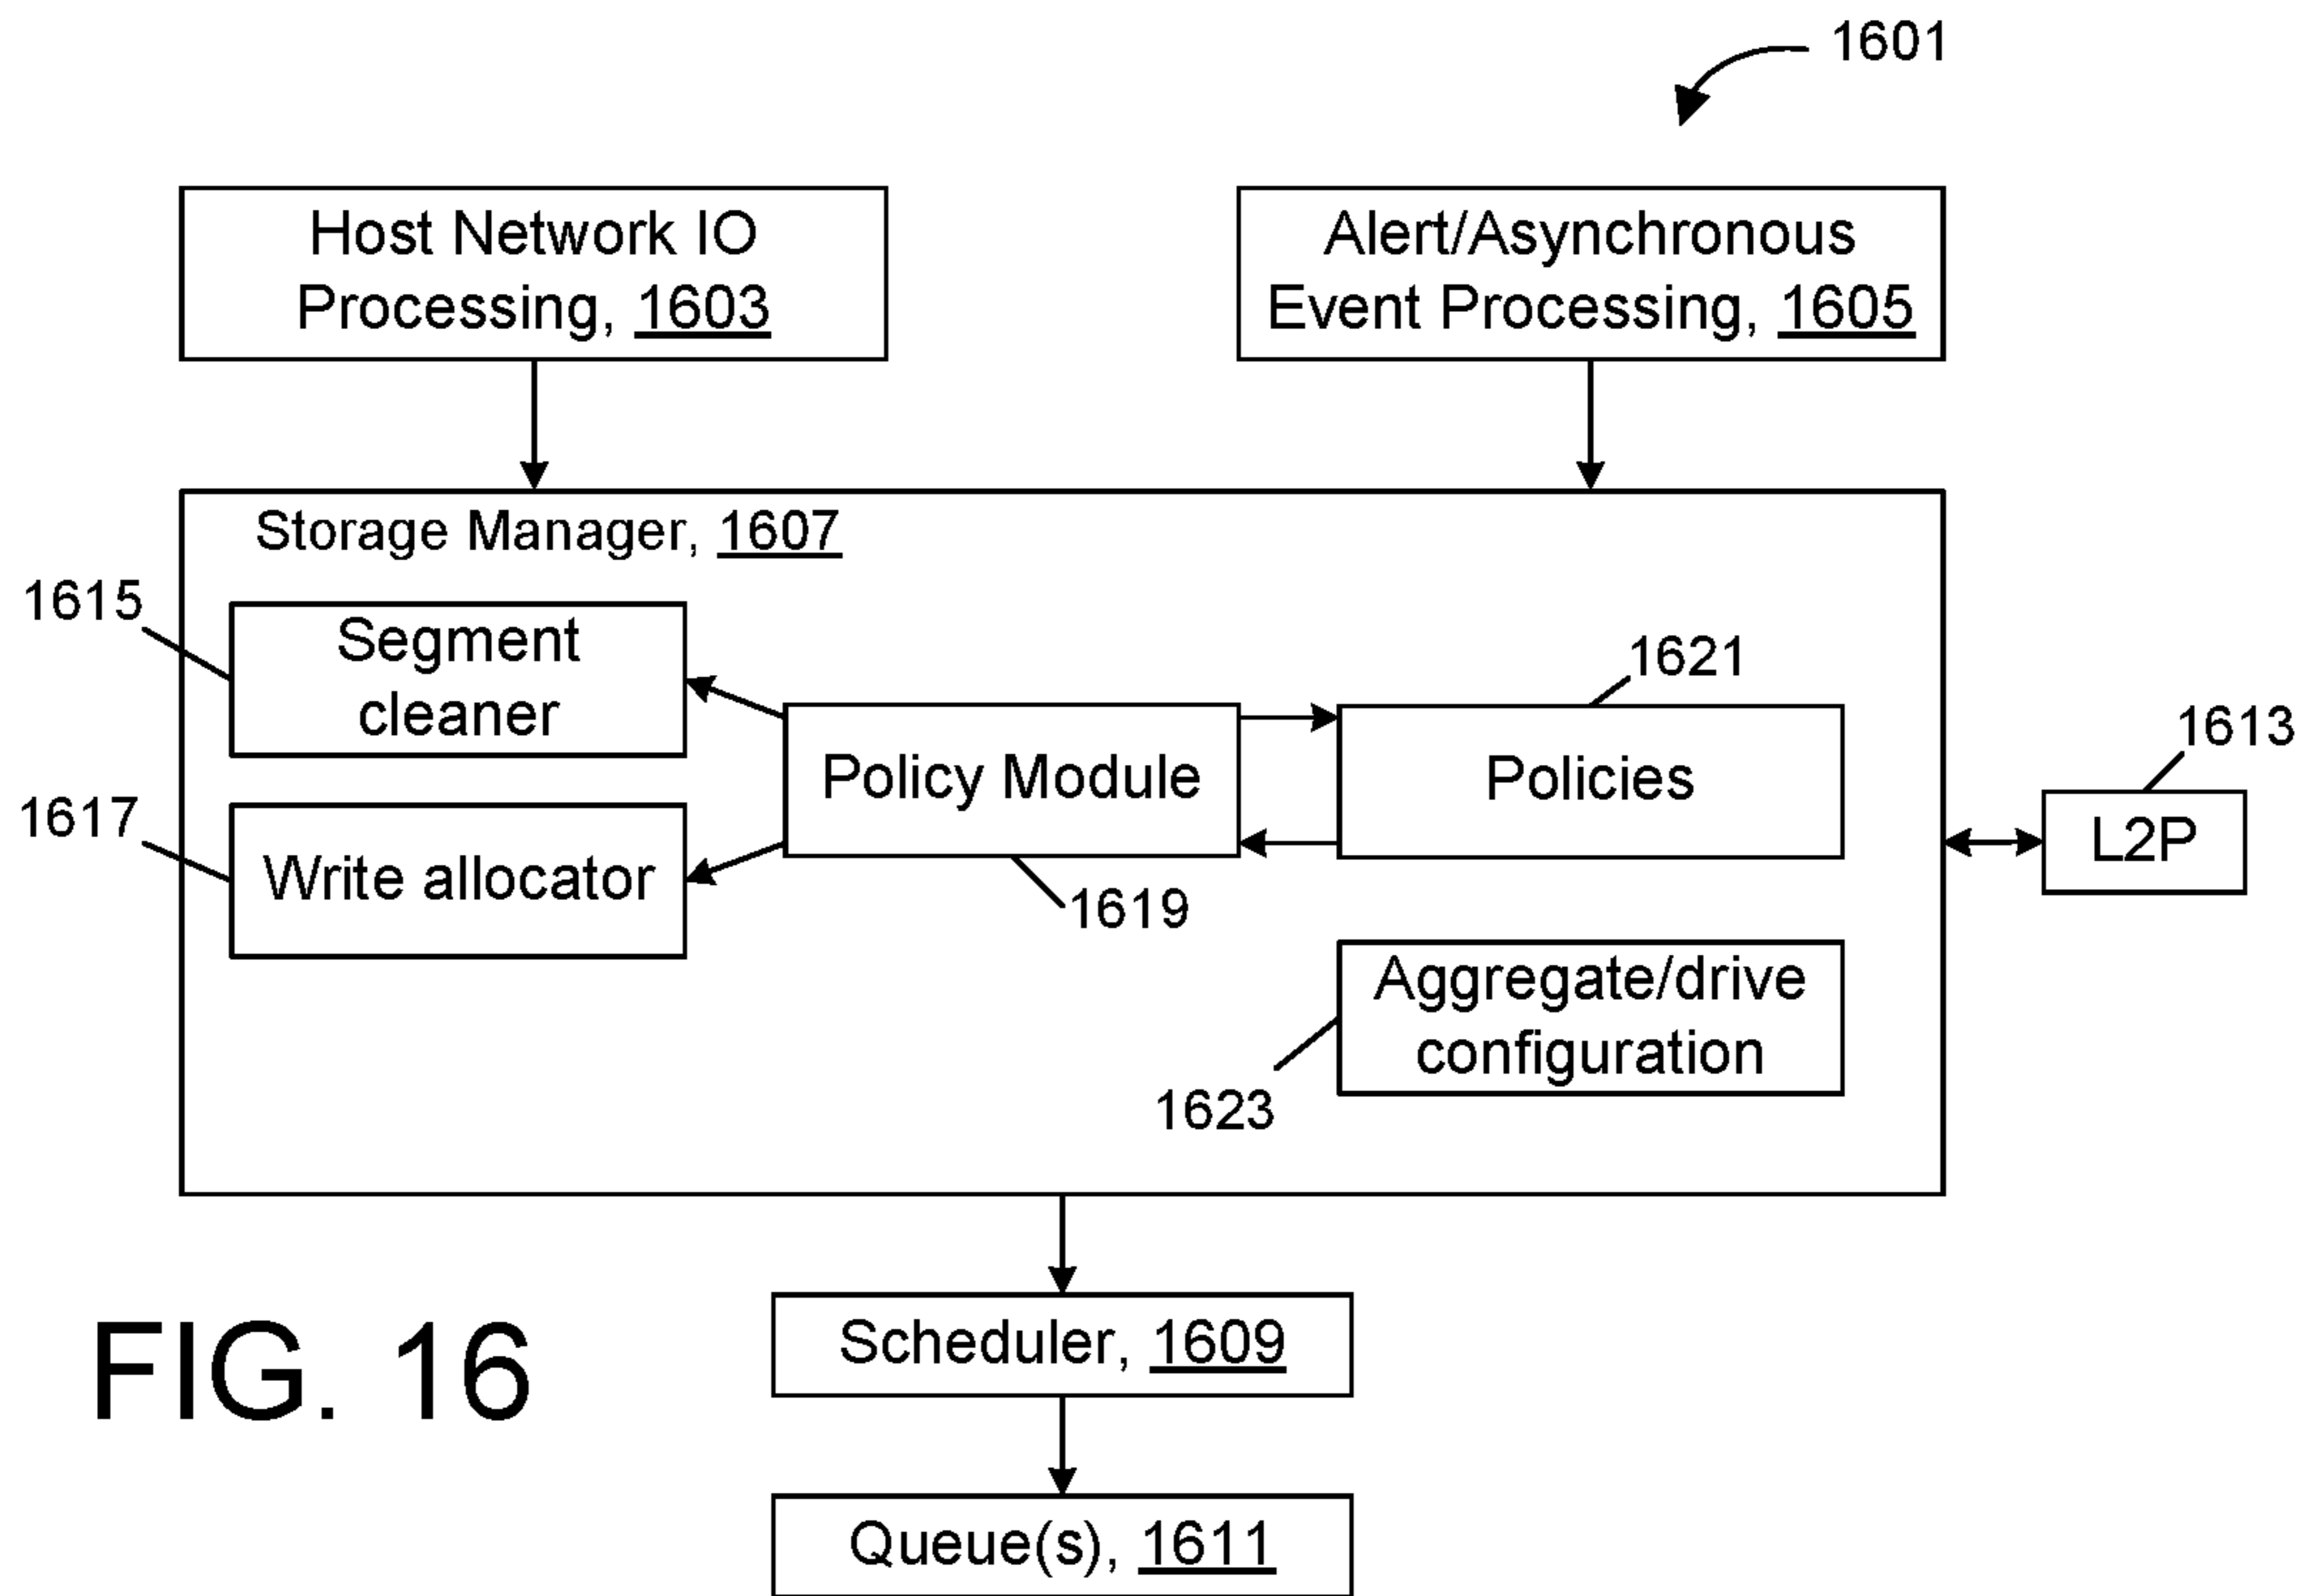 1601
Host Network IO
Processing, 1603
Alert/Asynchronous
Event Processing, 1605
Storage Manager, 1607
1615
Segment
cleaner
1621
1613
Policy Module
Policies
L2P
1617
Write allocator
1619
Aggregate/drive
configuration
1623
Scheduler, 1609
FIG. 16
Queue(s), 1611